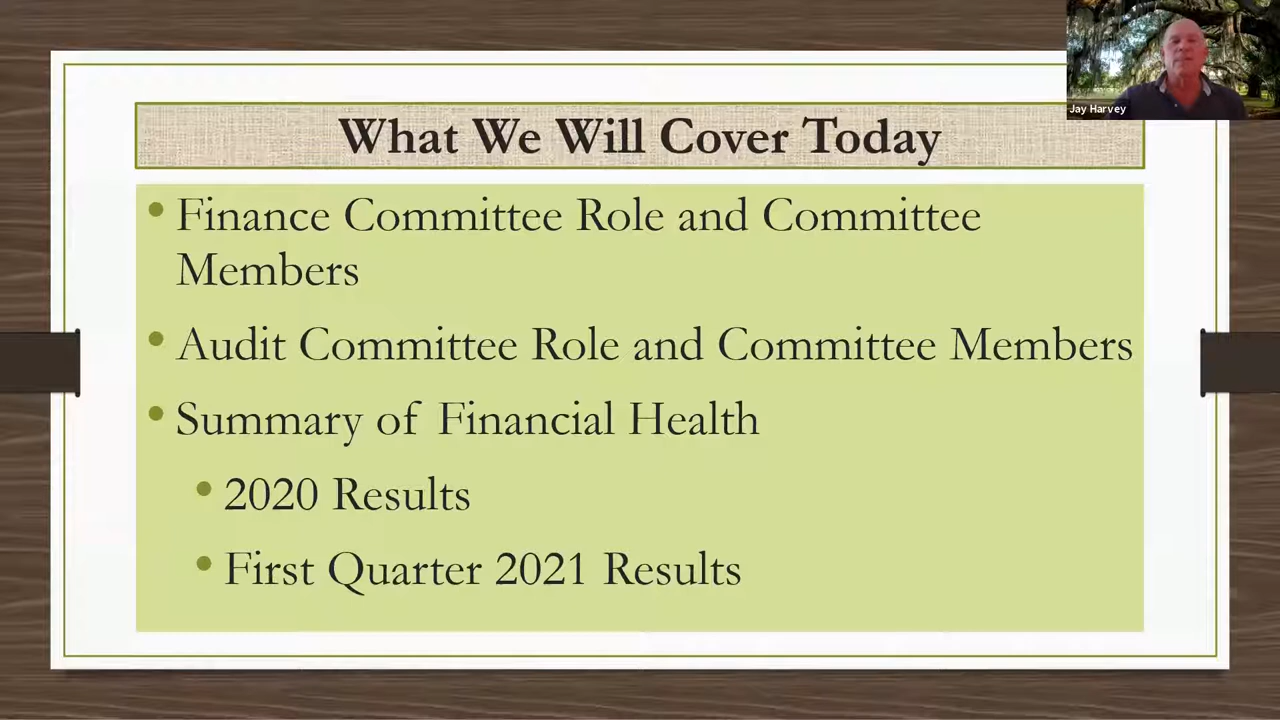 Jay Harvey
What We Will Cover Today
• Finance Committee Role and Committee
Members
• Audit Committee Role and Committee Members
• Summary of Financial Health
• 2020 Results
• First Quarter 2021 Results